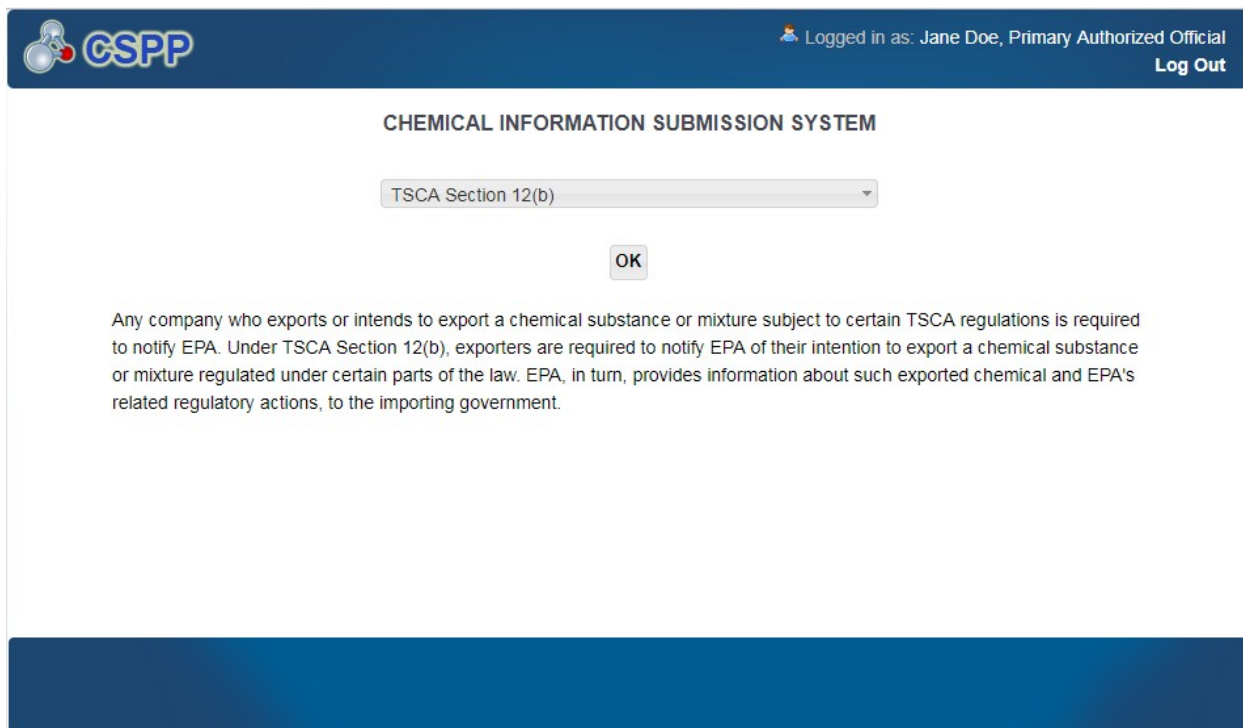 CSPP
Logged in as: Jane Doe, Primary Authorized Official
Log Out
CHEMICAL INFORMATION SUBMISSION SYSTEM
TSCA Section 12(b)
OK
Any company who exports or intends to export a chemical substance or mixture subject to certain TSCA regulations is required
to notify EPA. Under TSCA Section 12(b), exporters are required to notify EPA of their intention to export a chemical substance
or mixture regulated under certain parts of the law. EPA, in turn, provides information about such exported chemical and EPA's
related regulatory actions, to the importing government.